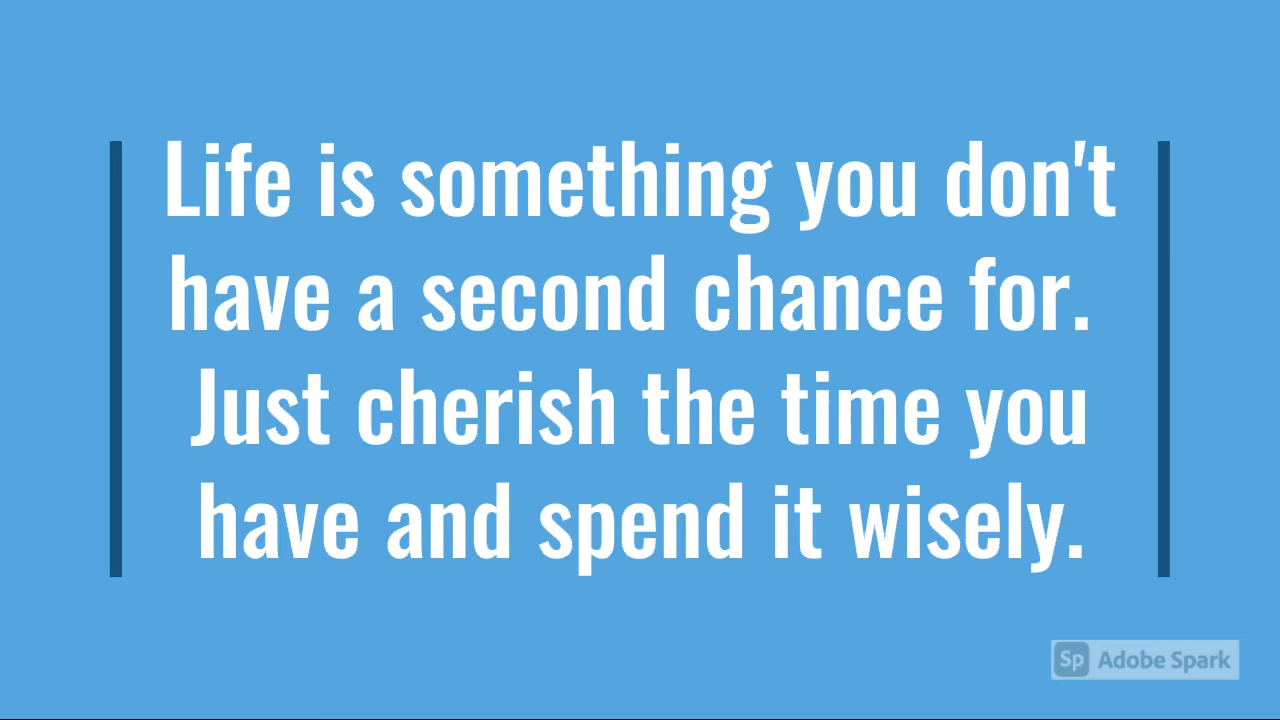 Life is something you don't
have a second chance for.
Just cherish the time you
have and spend it wisely.
Sp Adobe Spark